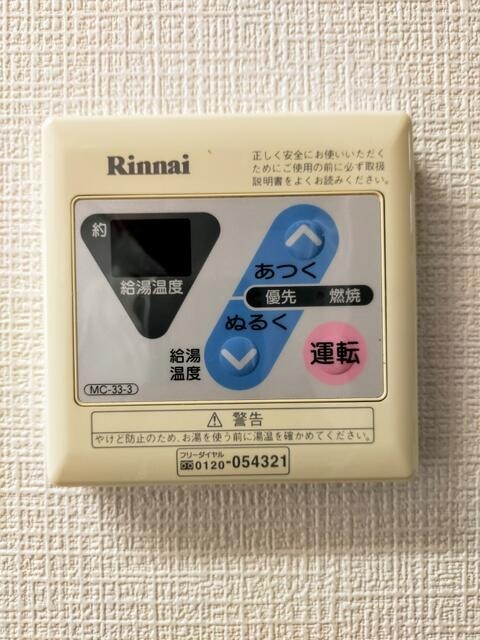 Rinnai
正しく安全にお使いいただく
ためにご使用の前に必ず取扱
説明書をよくお読みください。
約
給湯温度
あつく
優先 燃焼
ぬるく
給湯
温度
運転
MC-33-3
⚠ 警告
やけど防止のため、お湯を使う前に湯温を確かめてください。
フリーダイヤル
0120-054321